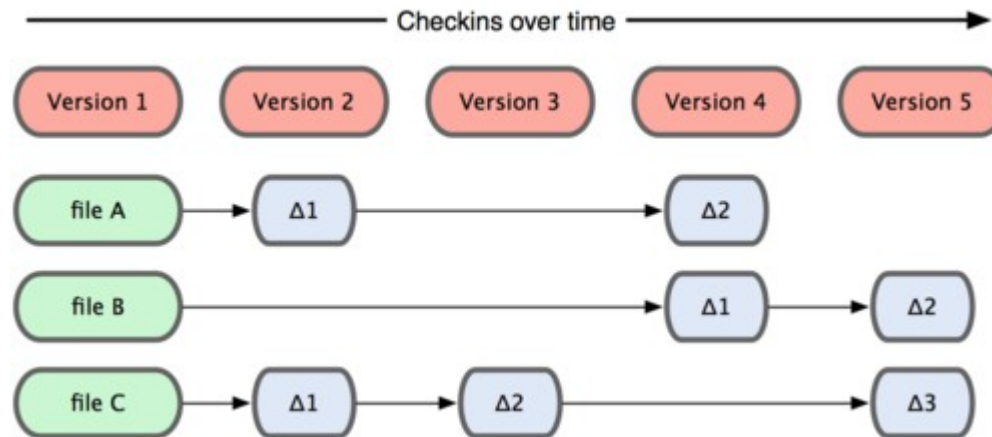 Checkins over time
Version 1 Version 2 Version 3 Version 4 Version 5
file A Δ1 Δ2
file B Δ1 Δ2
file C Δ1 Δ2 Δ3